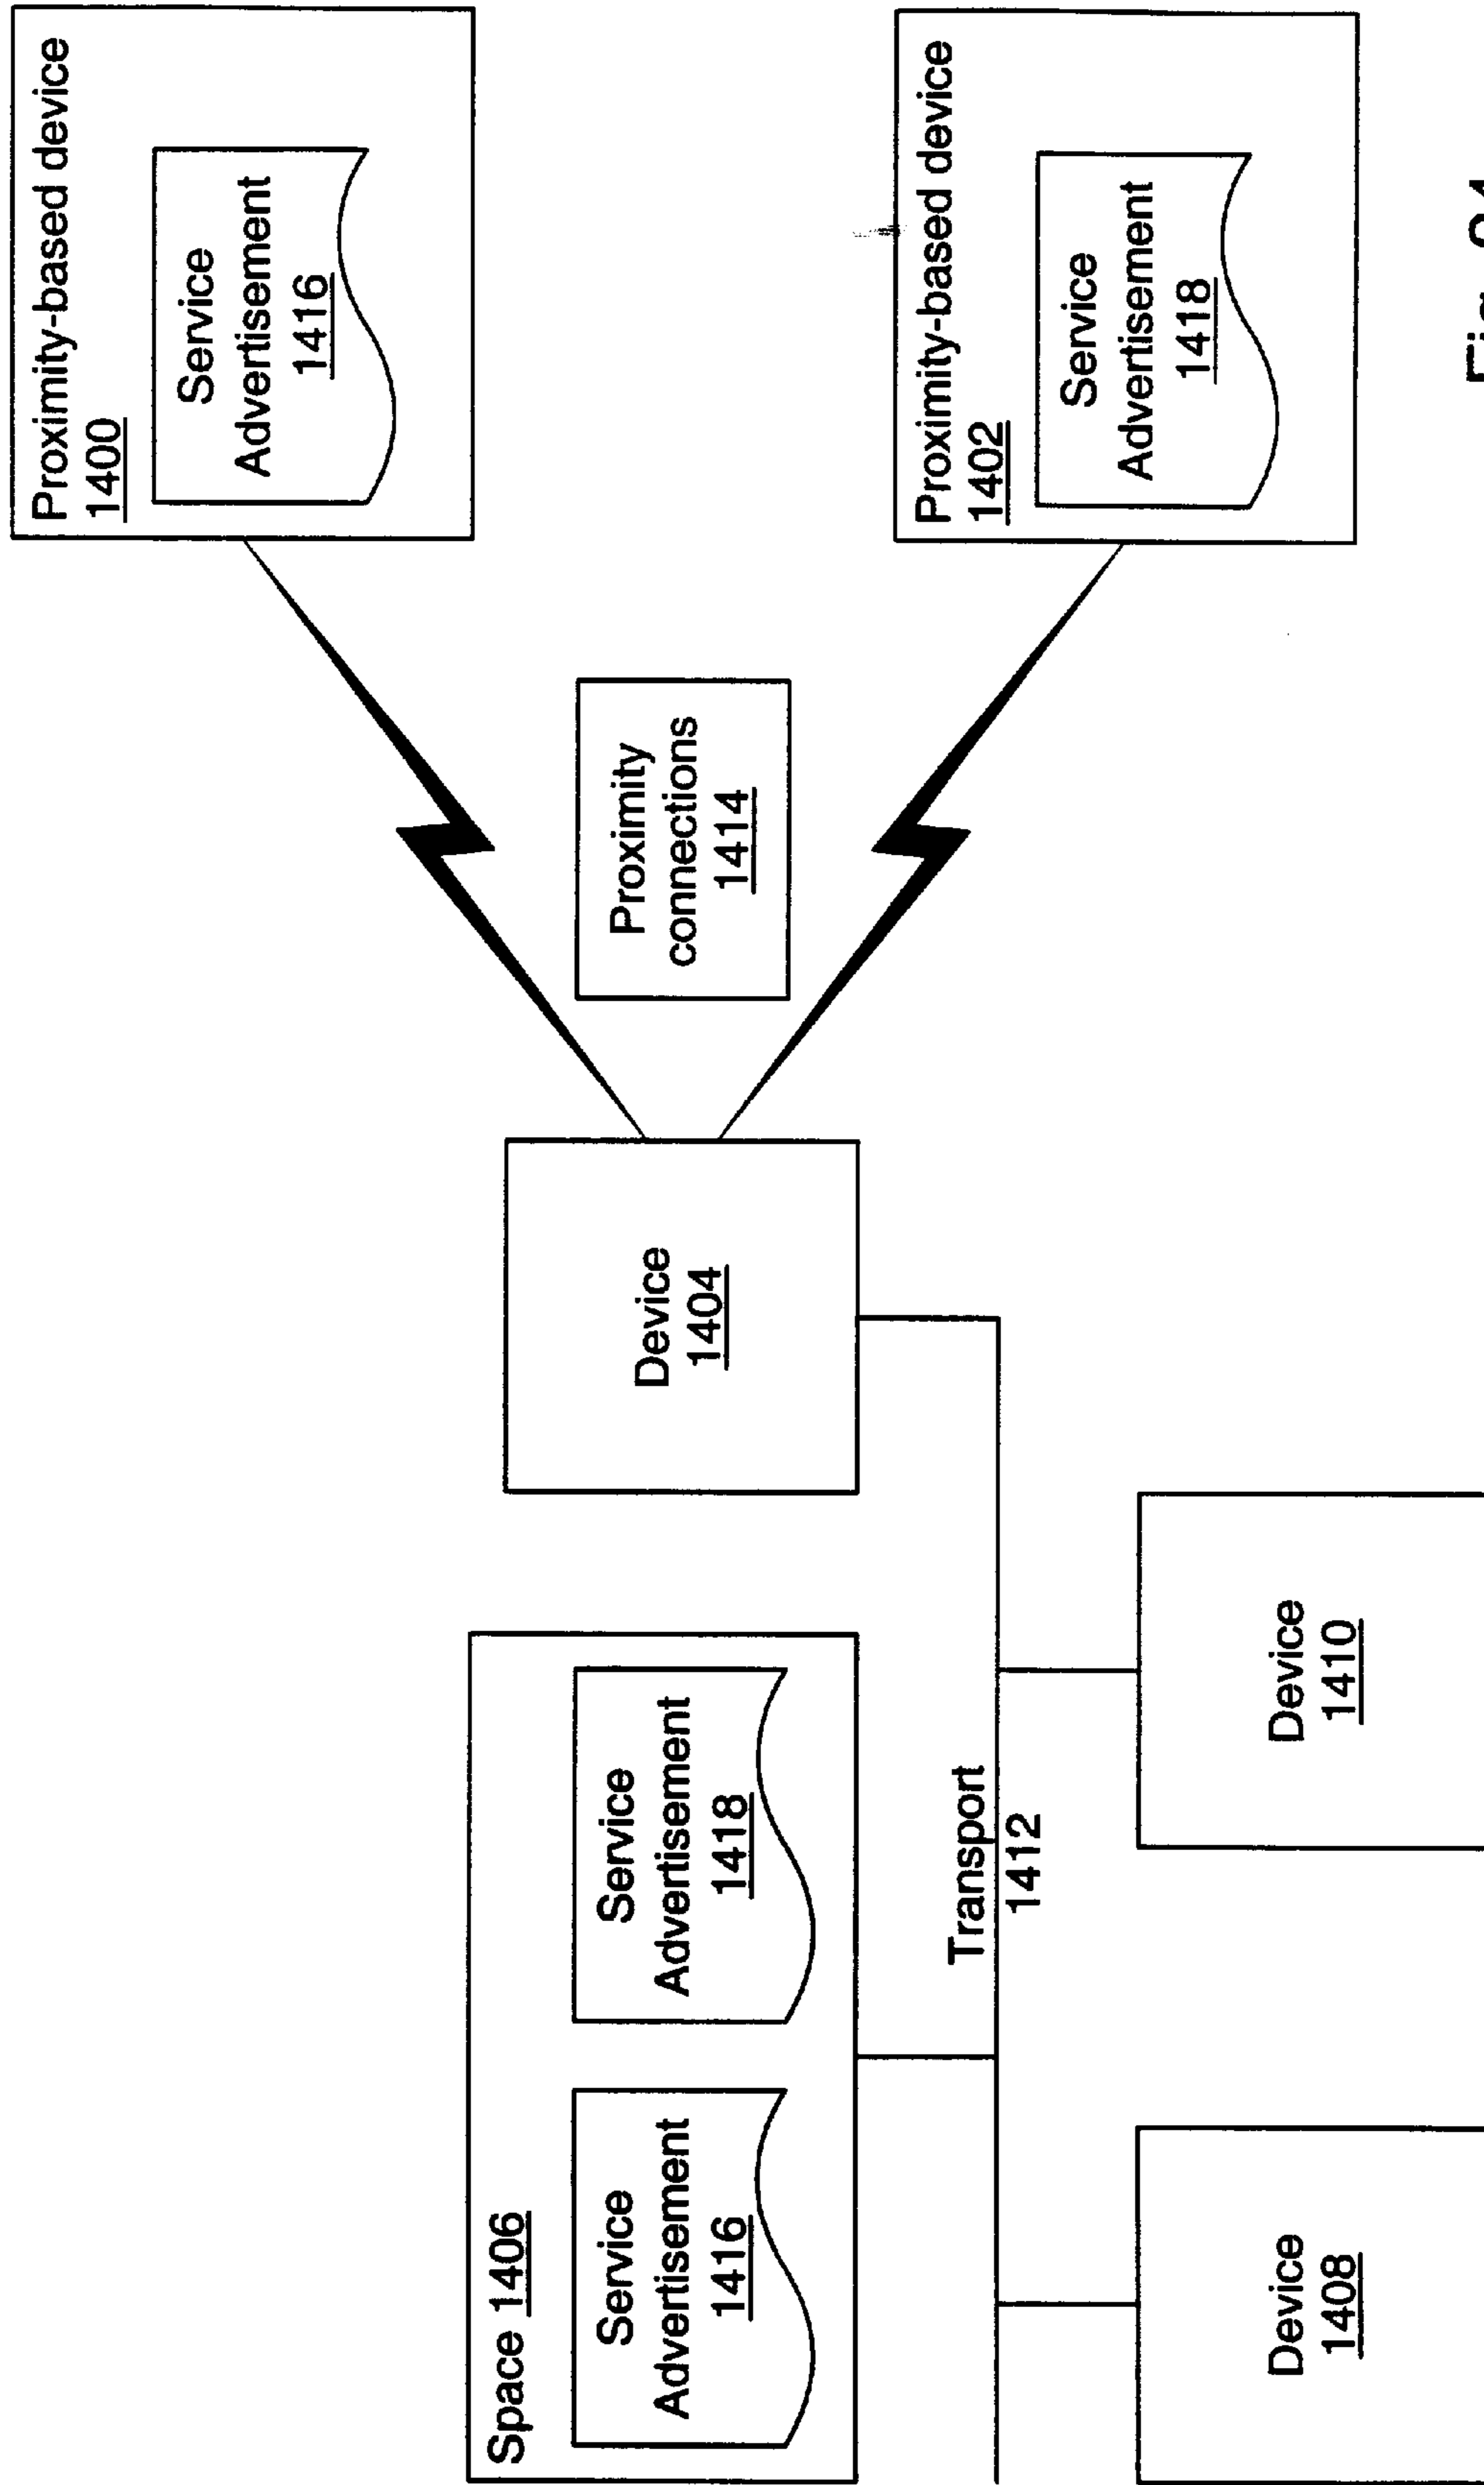 Proximity-based device
1400
Service
Advertisement
1416
Space 1406
Service
Advertisement
1416
Service
Advertisement
1418
Device
1404
Proximity
connections
1414
Proximity-based device
1402
Service
Advertisement
1418
Transport
1412
Device
1408
Device
1410
Fig.